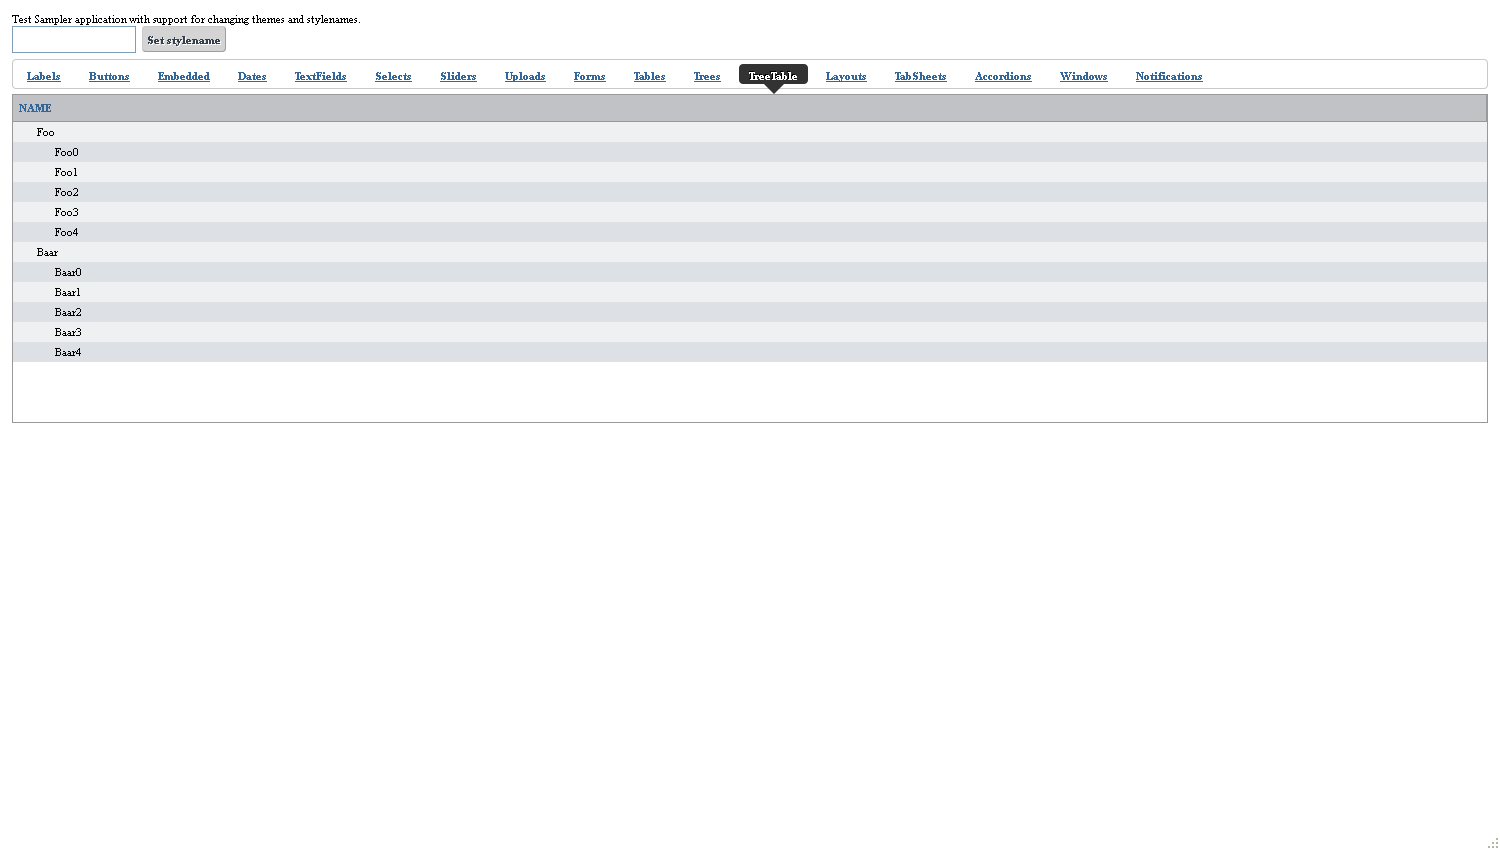 Test Sampler application with support for changing themes and stylenames.
Set stylename
Labels Buttons Embedded Dates TextFields Selects Sliders Uploads Forms Tables Trees TreeTable Layouts TabSheets Accordions Windows Notifications
NAME
Foo
Foo0
Foo1
Foo2
Foo3
Foo4
Baar
Baar0
Baar1
Baar2
Baar3
Baar4